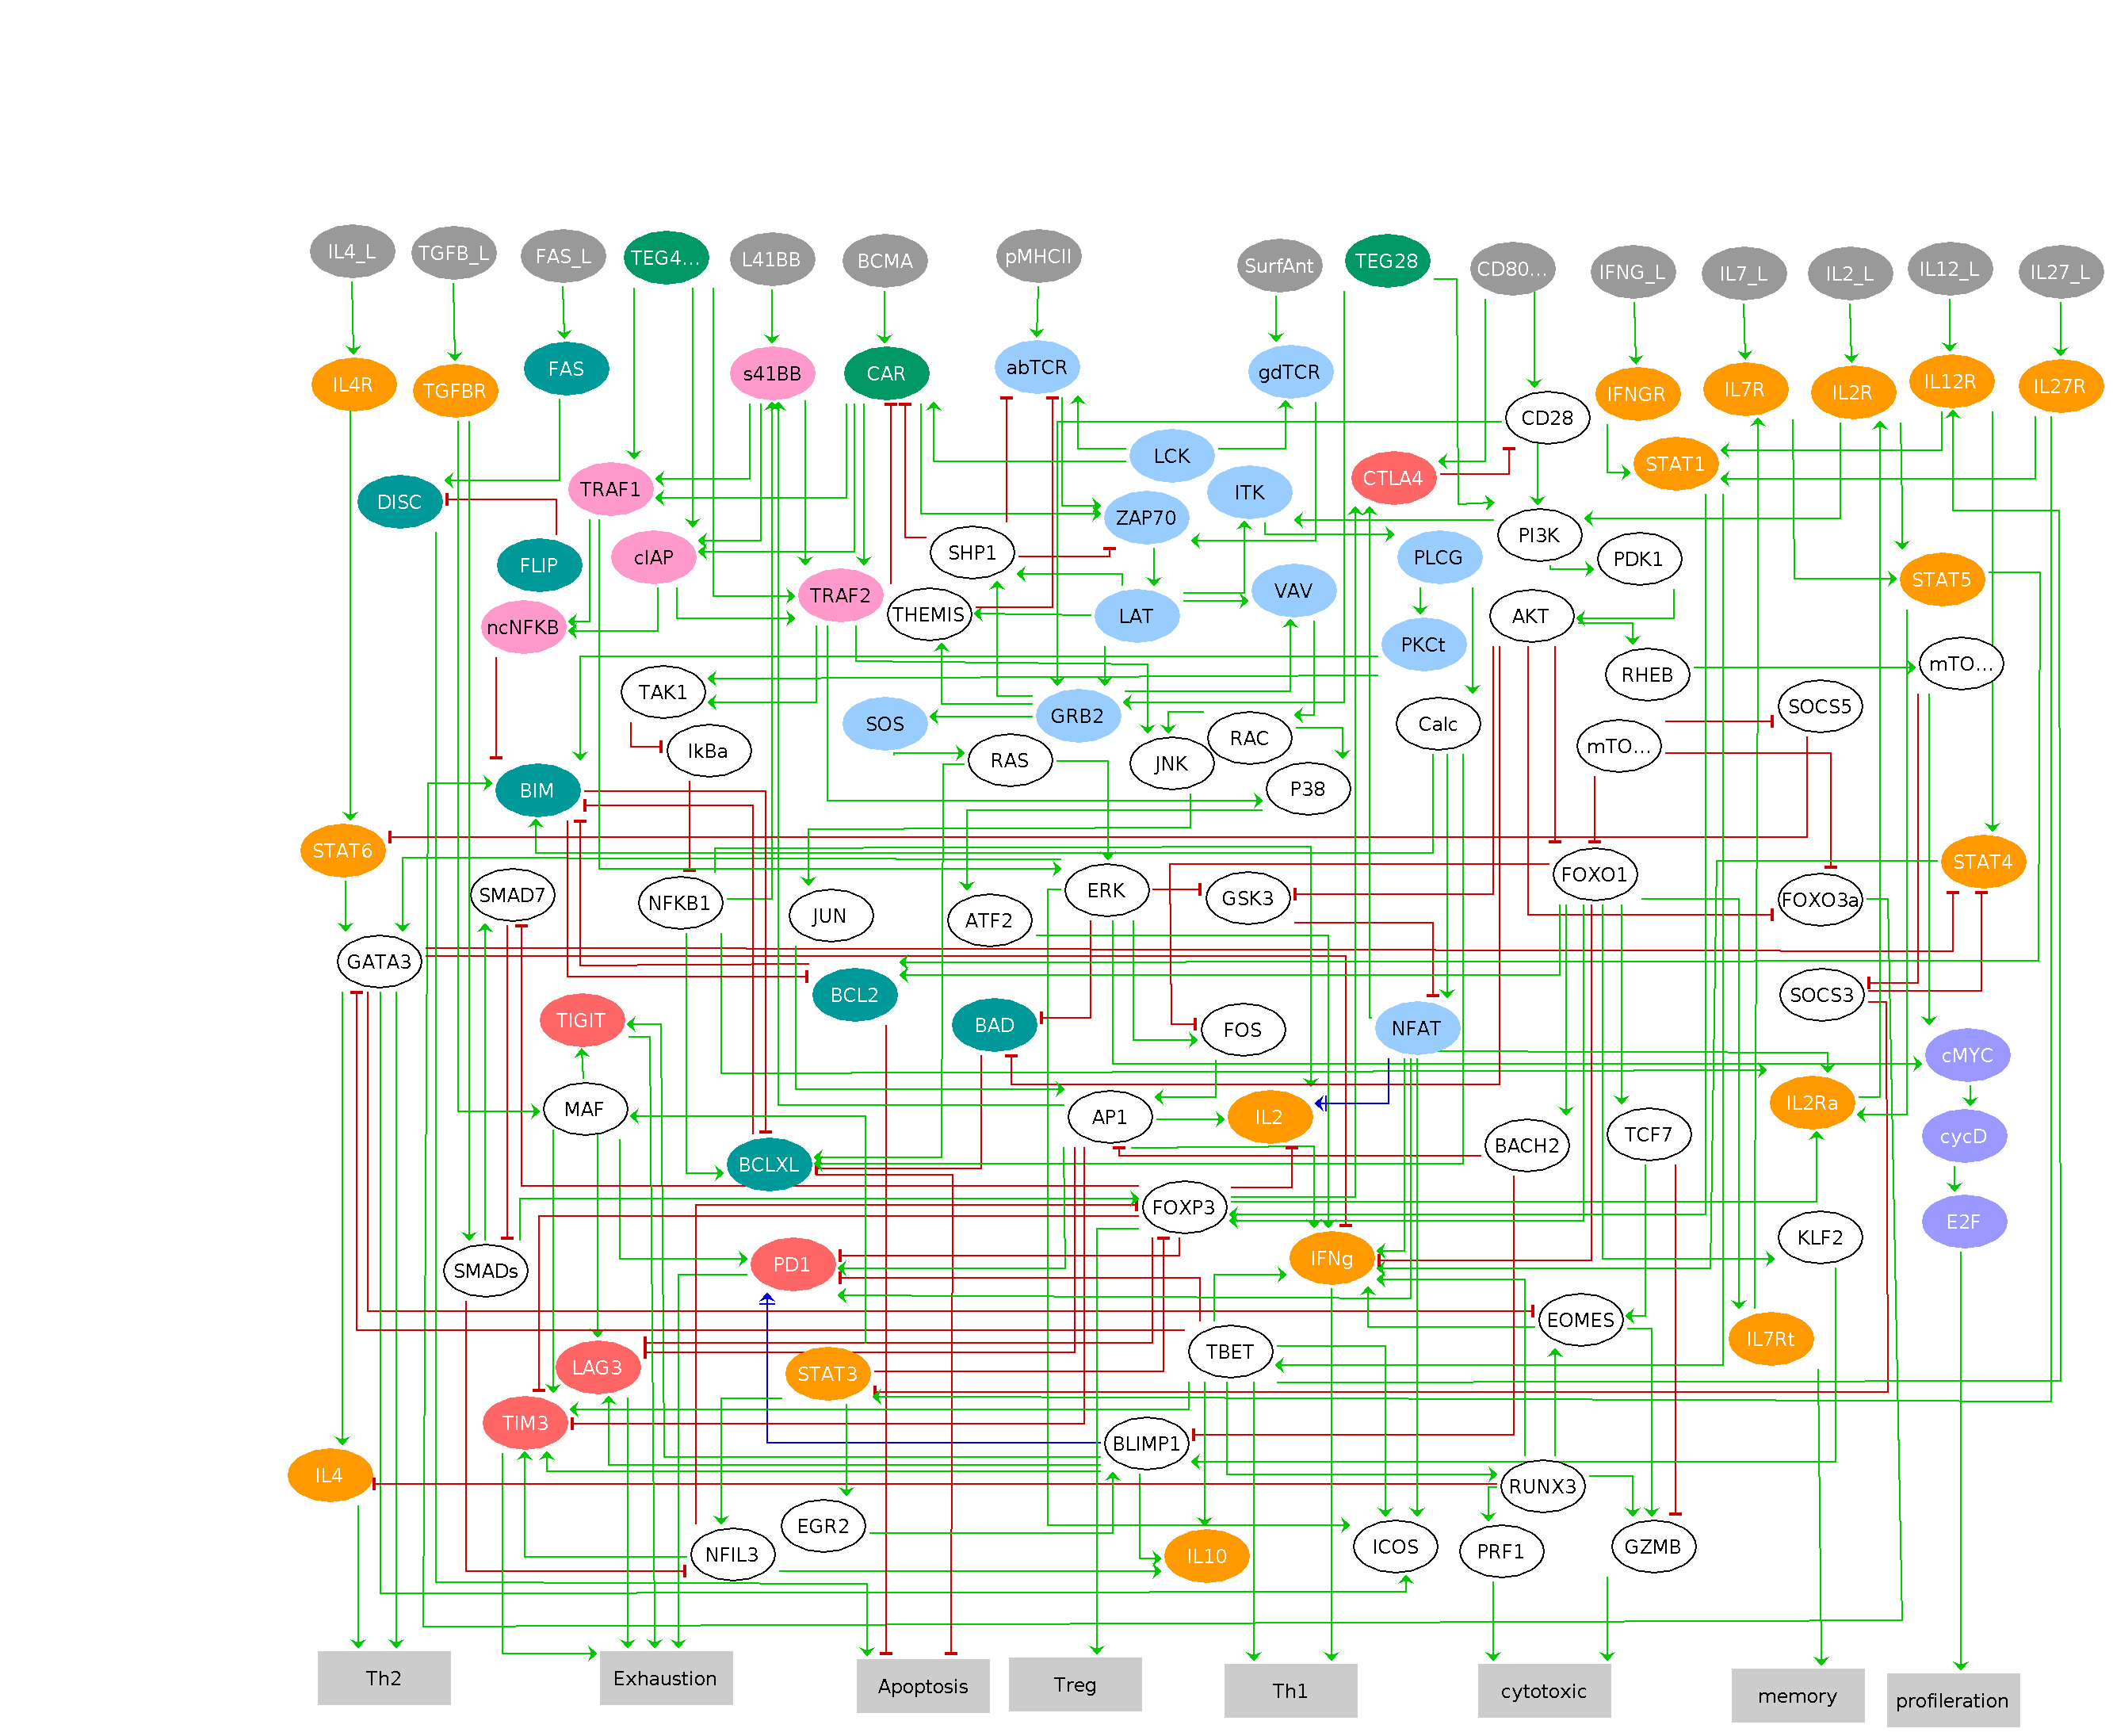 IL4_L
TGFB_L
FAS_L
TEG4...
L41BB
BCMA
pMHCII
SurfAnt
TEG28
CD80...
IFNG_L
IL7_L
IL2_L
IL12_L
IL27_L
IL4R
TGFBR
FAS
s41BB
CAR
abTCR
gdTCR
CD28
IFNGR
IL7R
IL2R
IL12R
IL27R
LCK
CTLA4
STAT1
DISC
TRAF1
ITK
ZAP70
PI3K
FLIP
cIAP
SHP1
PLCG
PDK1
STAT5
ncNFKB
TRAF2
THEMIS
LAT
VAV
AKT
PKCt
RHEB
mTO...
TAK1
SOS
GRB2
SOCS5
IkBa
RAS
JNK
RAC
Calc
mTO...
BIM
P38
STAT6
STAT4
SMAD7
NFKB1
JUN
ATF2
ERK
GSK3
FOXO1
FOXO3a
GATA3
BCL2
SOCS3
TIGIT
BAD
FOS
NFAT
cMYC
MAF
AP1
IL2
IL2Ra
BCLXL
BACH2
TCF7
cycD
FOXP3
E2F
SMADs
PD1
IFNg
KLF2
LAG3
STAT3
TBET
EOMES
IL7Rt
TIM3
BLIMP1
IL4
RUNX3
EGR2
NFIL3
IL10
ICOS
PRF1
GZMB
Th2
Exhaustion
Apoptosis
Treg
Th1
cytotoxic
memory
profileration